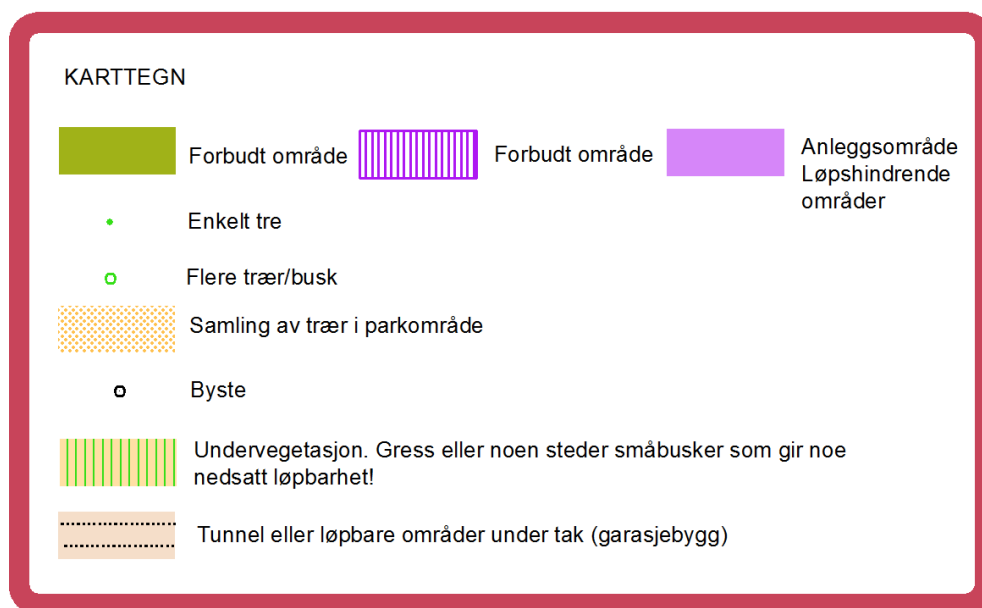 KARTTEGN
Forbudt område
Forbudt område
Anleggsområde
Løpshindrende
områder
Enkelt tre
Flere trær/busk
Samling av trær i parkområde
Byste
Undervegetasjon. Gress eller noen steder småbusker som gir noe
nedsatt løpbarhet!
Tunnel eller løpbare områder under tak (garasjebygg)